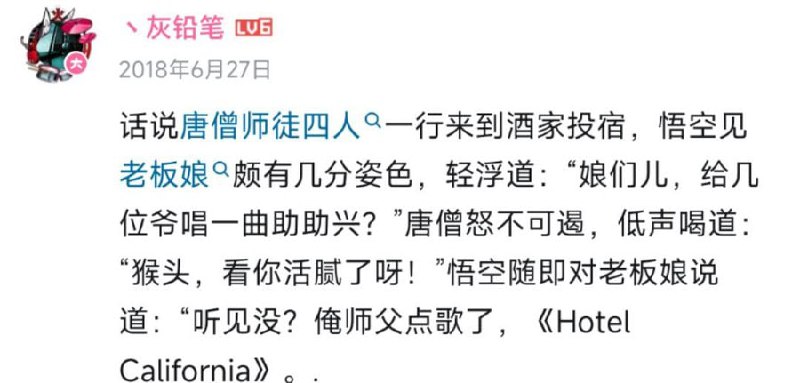 丶灰铅笔 LV6
2018年6月27日
话说唐僧师徒四人一行来到酒家投宿，悟空见
老板娘颇有几分姿色，轻浮道：“娘们儿，给几
位爷唱一曲助助兴？”唐僧怒不可遏，低声喝道：
“猴头，看你活腻了呀！”悟空随即对老板娘说
道：“听见没？俺师父点歌了，《Hotel
California》。.